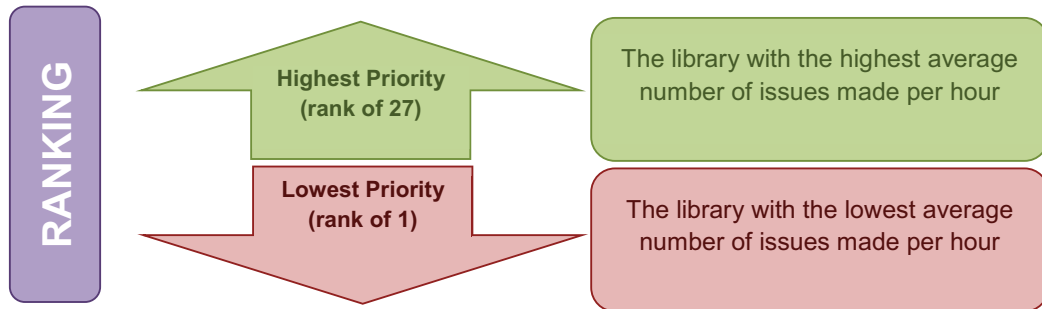 RANKING
Highest Priority
(rank of 27)
The library with the highest average
number of issues made per hour
Lowest Priority
(rank of 1)
The library with the lowest average
number of issues made per hour